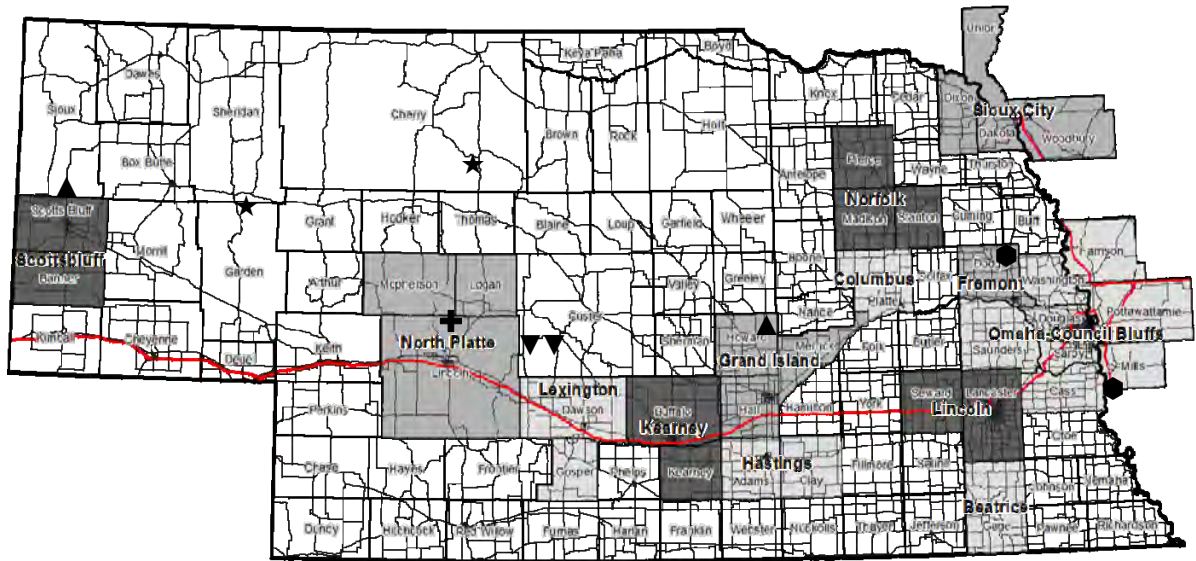 Union
Keya Paha
Boyd
Dawes
Sioux
Sheridan
Cherry
Brown
Rock
Holt
Knox
Cedar
Dixon
Sioux City
Dakota
Woodbury
Box Butte
Antelope
Pierce
Wayne
Thurston
Scotts Bluff
Grant
Hooker
Thomas
Blaine
Loup
Garfield
Wheeler
Norfolk
Madison
Stanton
Cuming
Burt
Scottsbluff
Banner
Morrill
Garden
Arthur
Mcpherson
Logan
Custer
Valley
Greeley
Boone
Columbus
Platte
Colfax
Fremont
Washington
Harrison
Pottawattamie
Nance
Kimball
Cheyenne
Deuel
Keith
North Platte
Lincoln
Sherman
Howard
Merrick
Grand Island
Polk
Butler
Saunders
Douglas
Omaha-Council Bluffs
Sarpy
Mills
Perkins
Lexington
Dawson
Buffalo
Kearney
Hall
Hamilton
York
Seward
Lancaster
Lincoln
Cass
Otoe
Chase
Hayes
Frontier
Gosper
Phelps
Kearney
Hastings
Adams
Clay
Fillmore
Saline
Beatrice
Gage
Johnson
Nemaha
Dundy
Hitchcock
Red Willow
Furnas
Harlan
Franklin
Webster
Nuckolls
Thayer
Jefferson
Pawnee
Richardson